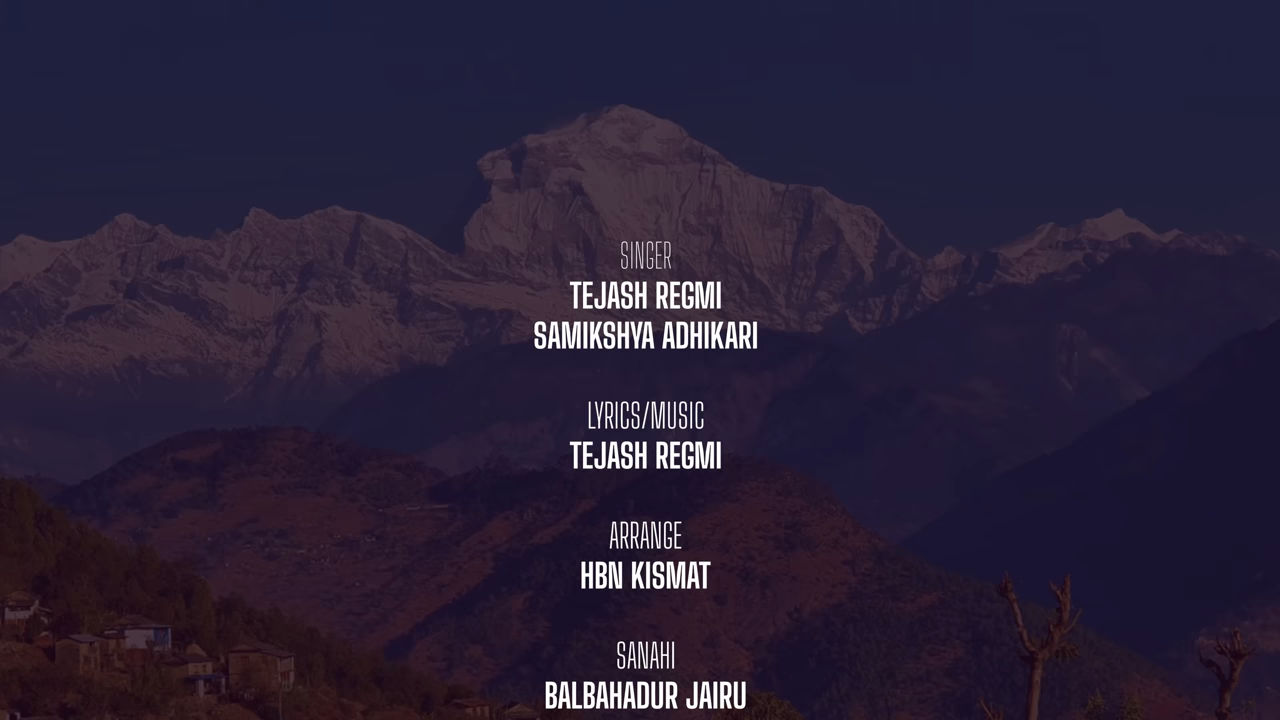 SINGER
TEJASH REGMI
SAMIKSHYA ADHIKARI
LYRICS/MUSIC
TEJASH REGMI
ARRANGE
HBN KISMAT
SANAHI
BALBAHADUR JAIRU